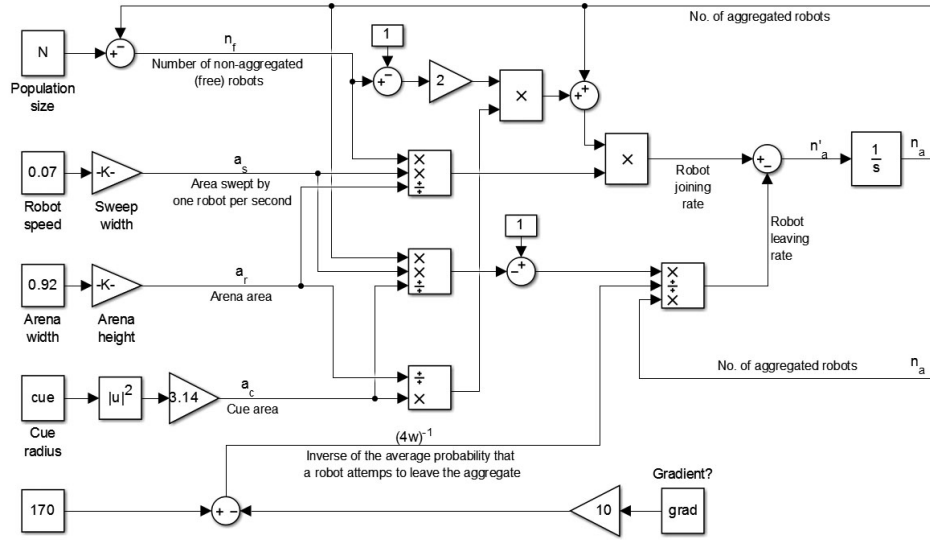 No. of aggregated robots
N
+
−
n_f
Number of non-aggregated
(free) robots
Population
size
1
+
−
2
×
+
+
0.07
-K-
a_s
Area swept by
one robot per second
Robot
speed
Sweep
width
×
×
÷
×
Robot
joining
rate
+
−
n'_a
1
s
n_a
Robot
leaving
rate
1
−
+
×
×
÷
×
÷
×
0.92
-K-
a_r
Arena area
Arena
width
Arena
height
No. of aggregated robots
n_a
cue
|u|²
3.14
a_c
Cue area
÷
×
Cue
radius
(4w)⁻¹
Inverse of the average probability that
a robot attemps to leave the aggregate
Gradient?
170
+
−
10
grad